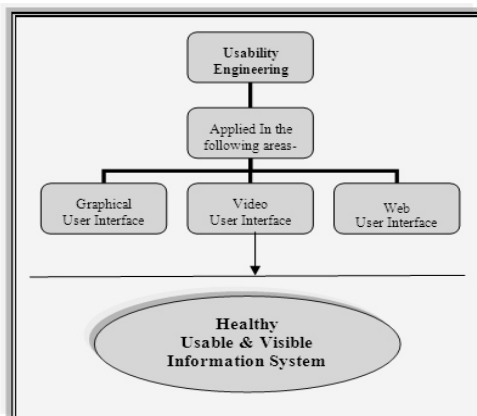 Usability
Engineering
Applied In the
following areas-
Graphical
User Interface
Video
User Interface
Web
User Interface
Healthy
Usable & Visible
Information System